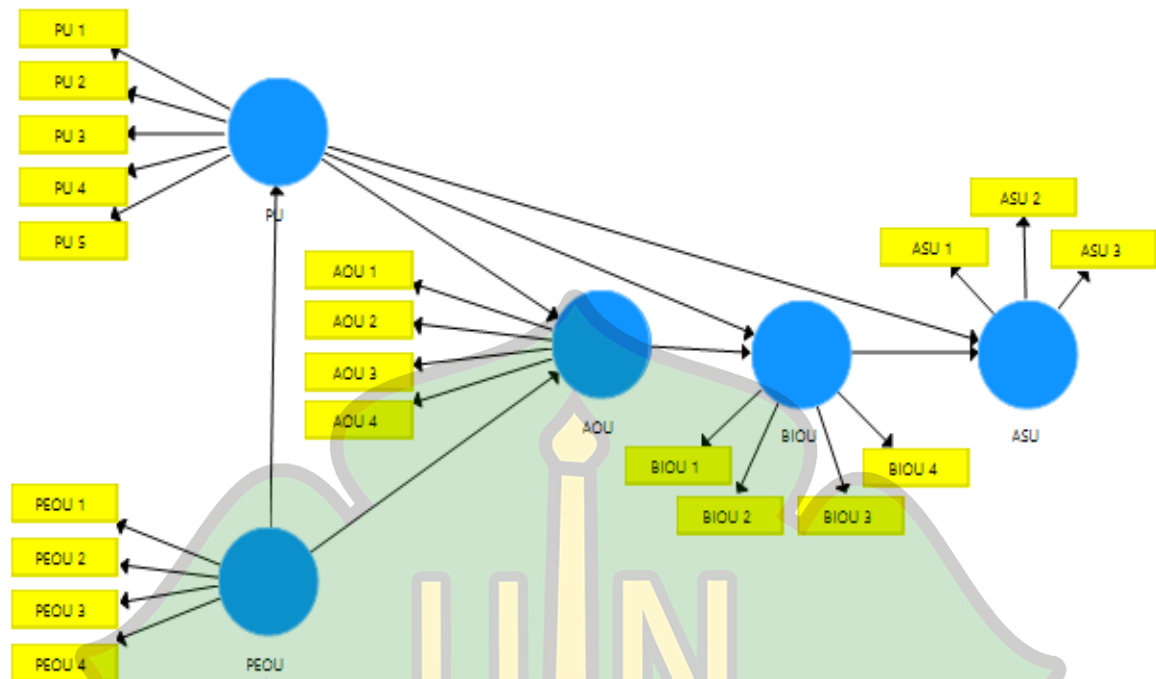 PU 1
PU 2
PU 3
PU 4
PU 5
PU
AOU 1
AOU 2
AOU 3
AOU 4
AOU
ASU 1
ASU 2
ASU 3
ASU
BIOU
BIOU 1
BIOU 2
BIOU 3
BIOU 4
PEOU 1
PEOU 2
PEOU 3
PEOU 4
PEOU
UIN